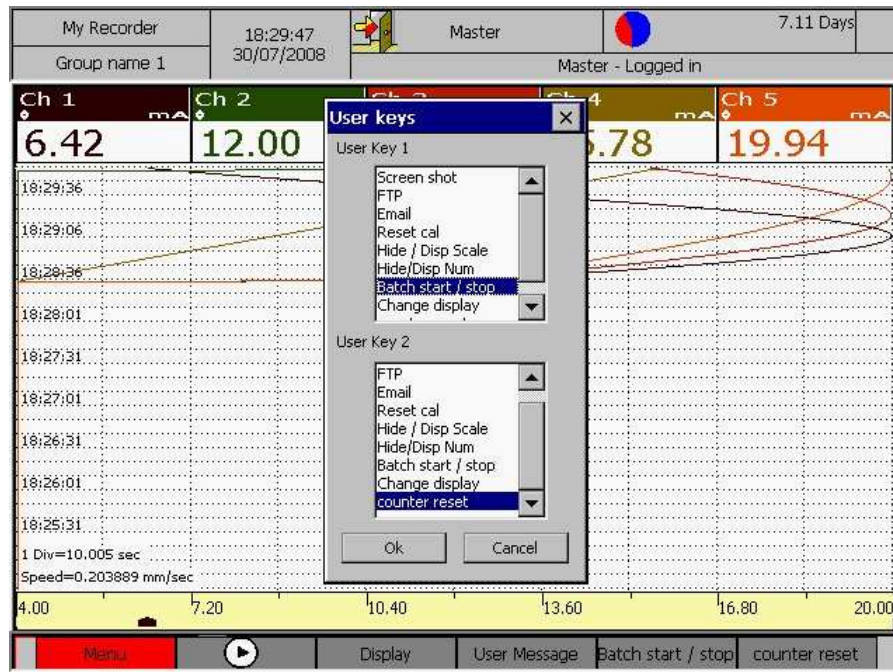 My Recorder
Group name 1
18:29:47
30/07/2008
Master
7.11 Days
Master - Logged in
Ch 1
mA
6.42
Ch 2
12.00
4
mA
5.78
Ch 5
mA
19.94
User keys
User Key 1
Screen shot
FTP
Email
Reset cal
Hide / Disp Scale
Hide/Disp Num
Batch start / stop
Change display
User Key 2
FTP
Email
Reset cal
Hide / Disp Scale
Hide/Disp Num
Batch start / stop
Change display
counter reset
Ok
Cancel
18:29:36
18:29:06
18:28:36
18:28:01
18:27:31
18:27:01
18:26:31
18:26:01
18:25:31
1 Div=10.005 sec
Speed=0.203889 mm/sec
4.00
7.20
10.40
13.60
16.80
20.00
Menu
Display
User Message
Batch start / stop
counter reset